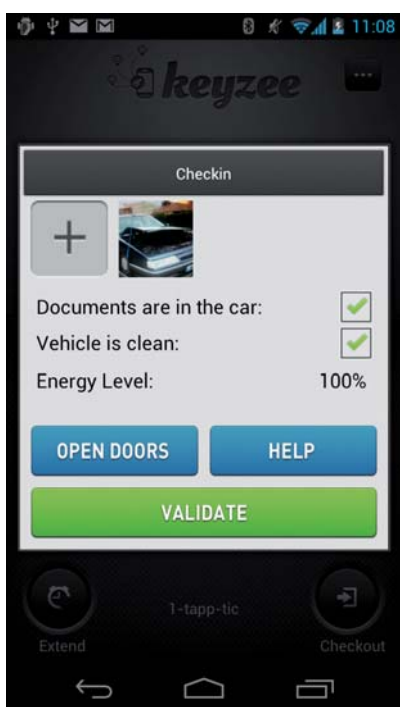 11:08
keyzee
Checkin
Documents are in the car:
Vehicle is clean:
Energy Level: 100%
OPEN DOORS HELP
VALIDATE
1-tapp-tic
Extend Checkout